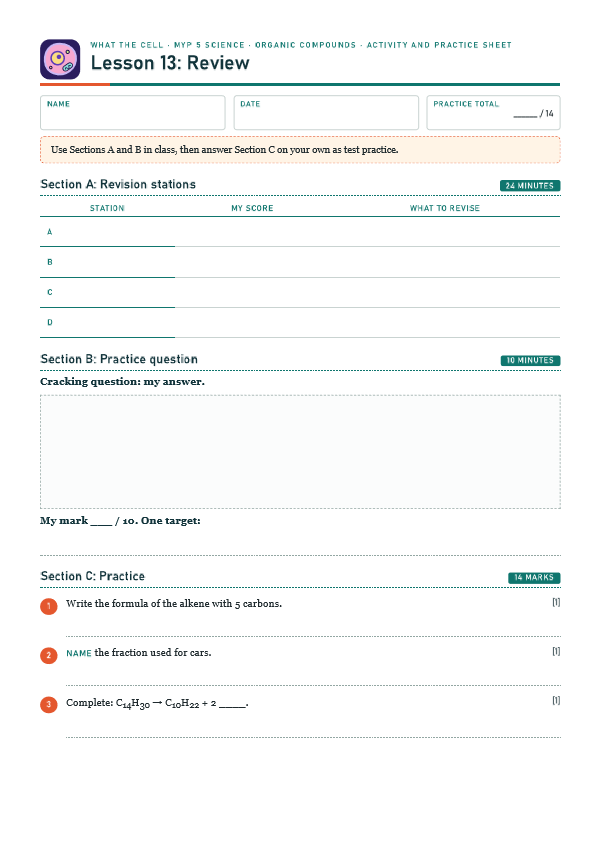 WHAT THE CELL · MYP 5 SCIENCE · ORGANIC COMPOUNDS · ACTIVITY AND PRACTICE SHEET
Lesson 13: Review
NAME
DATE
PRACTICE TOTAL
_____ / 14
Use Sections A and B in class, then answer Section C on your own as test practice.
Section A: Revision stations
24 MINUTES
STATION MY SCORE WHAT TO REVISE
A
B
C
D
Section B: Practice question
10 MINUTES
Cracking question: my answer.
My mark ____ / 10. One target:
Section C: Practice
14 MARKS
1 Write the formula of the alkene with 5 carbons. [1]
2 NAME the fraction used for cars. [1]
3 Complete: C₁₄H₃₀ → C₁₀H₂₂ + 2 _____. [1]